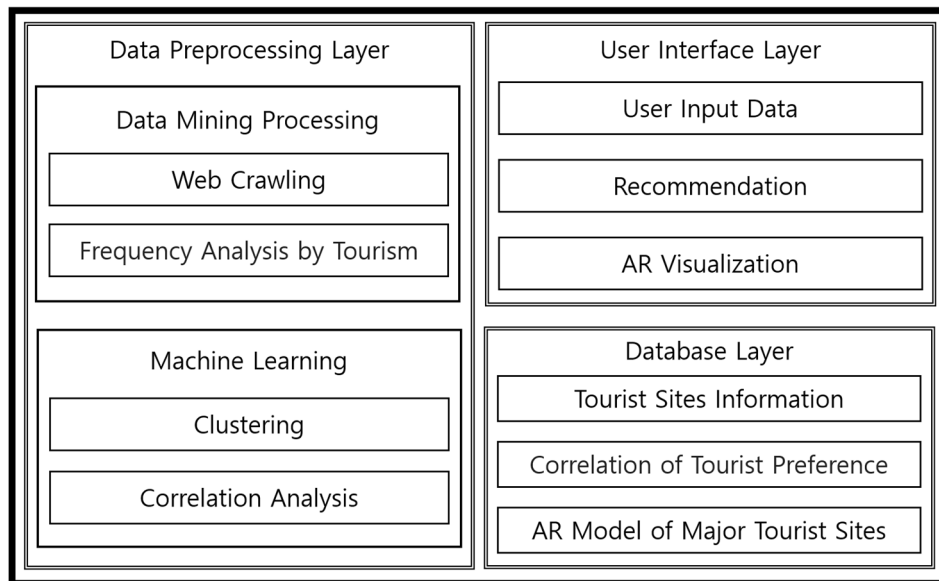 Data Preprocessing Layer
Data Mining Processing
Web Crawling
Frequency Analysis by Tourism
Machine Learning
Clustering
Correlation Analysis
User Interface Layer
User Input Data
Recommendation
AR Visualization
Database Layer
Tourist Sites Information
Correlation of Tourist Preference
AR Model of Major Tourist Sites